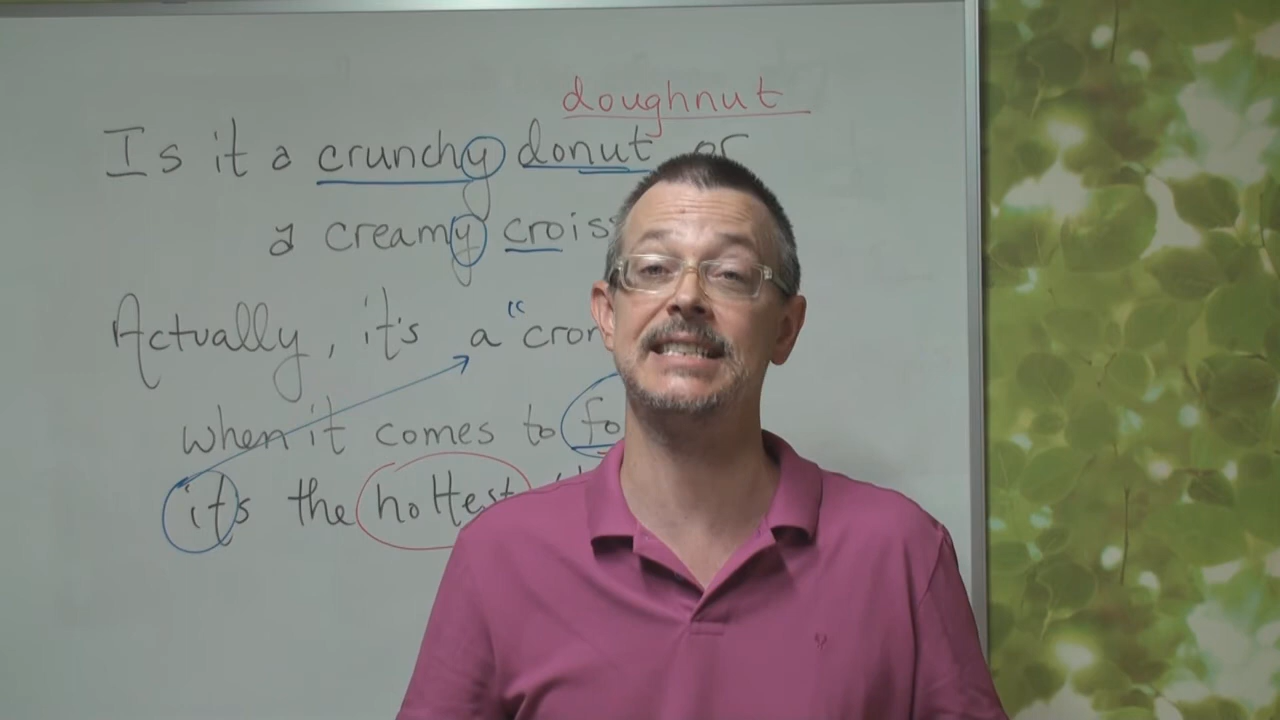 doughnut
Is it a crunchy donut or
a creamy crois
Actually, it's a "cron
when it comes to fo
it's the hottest